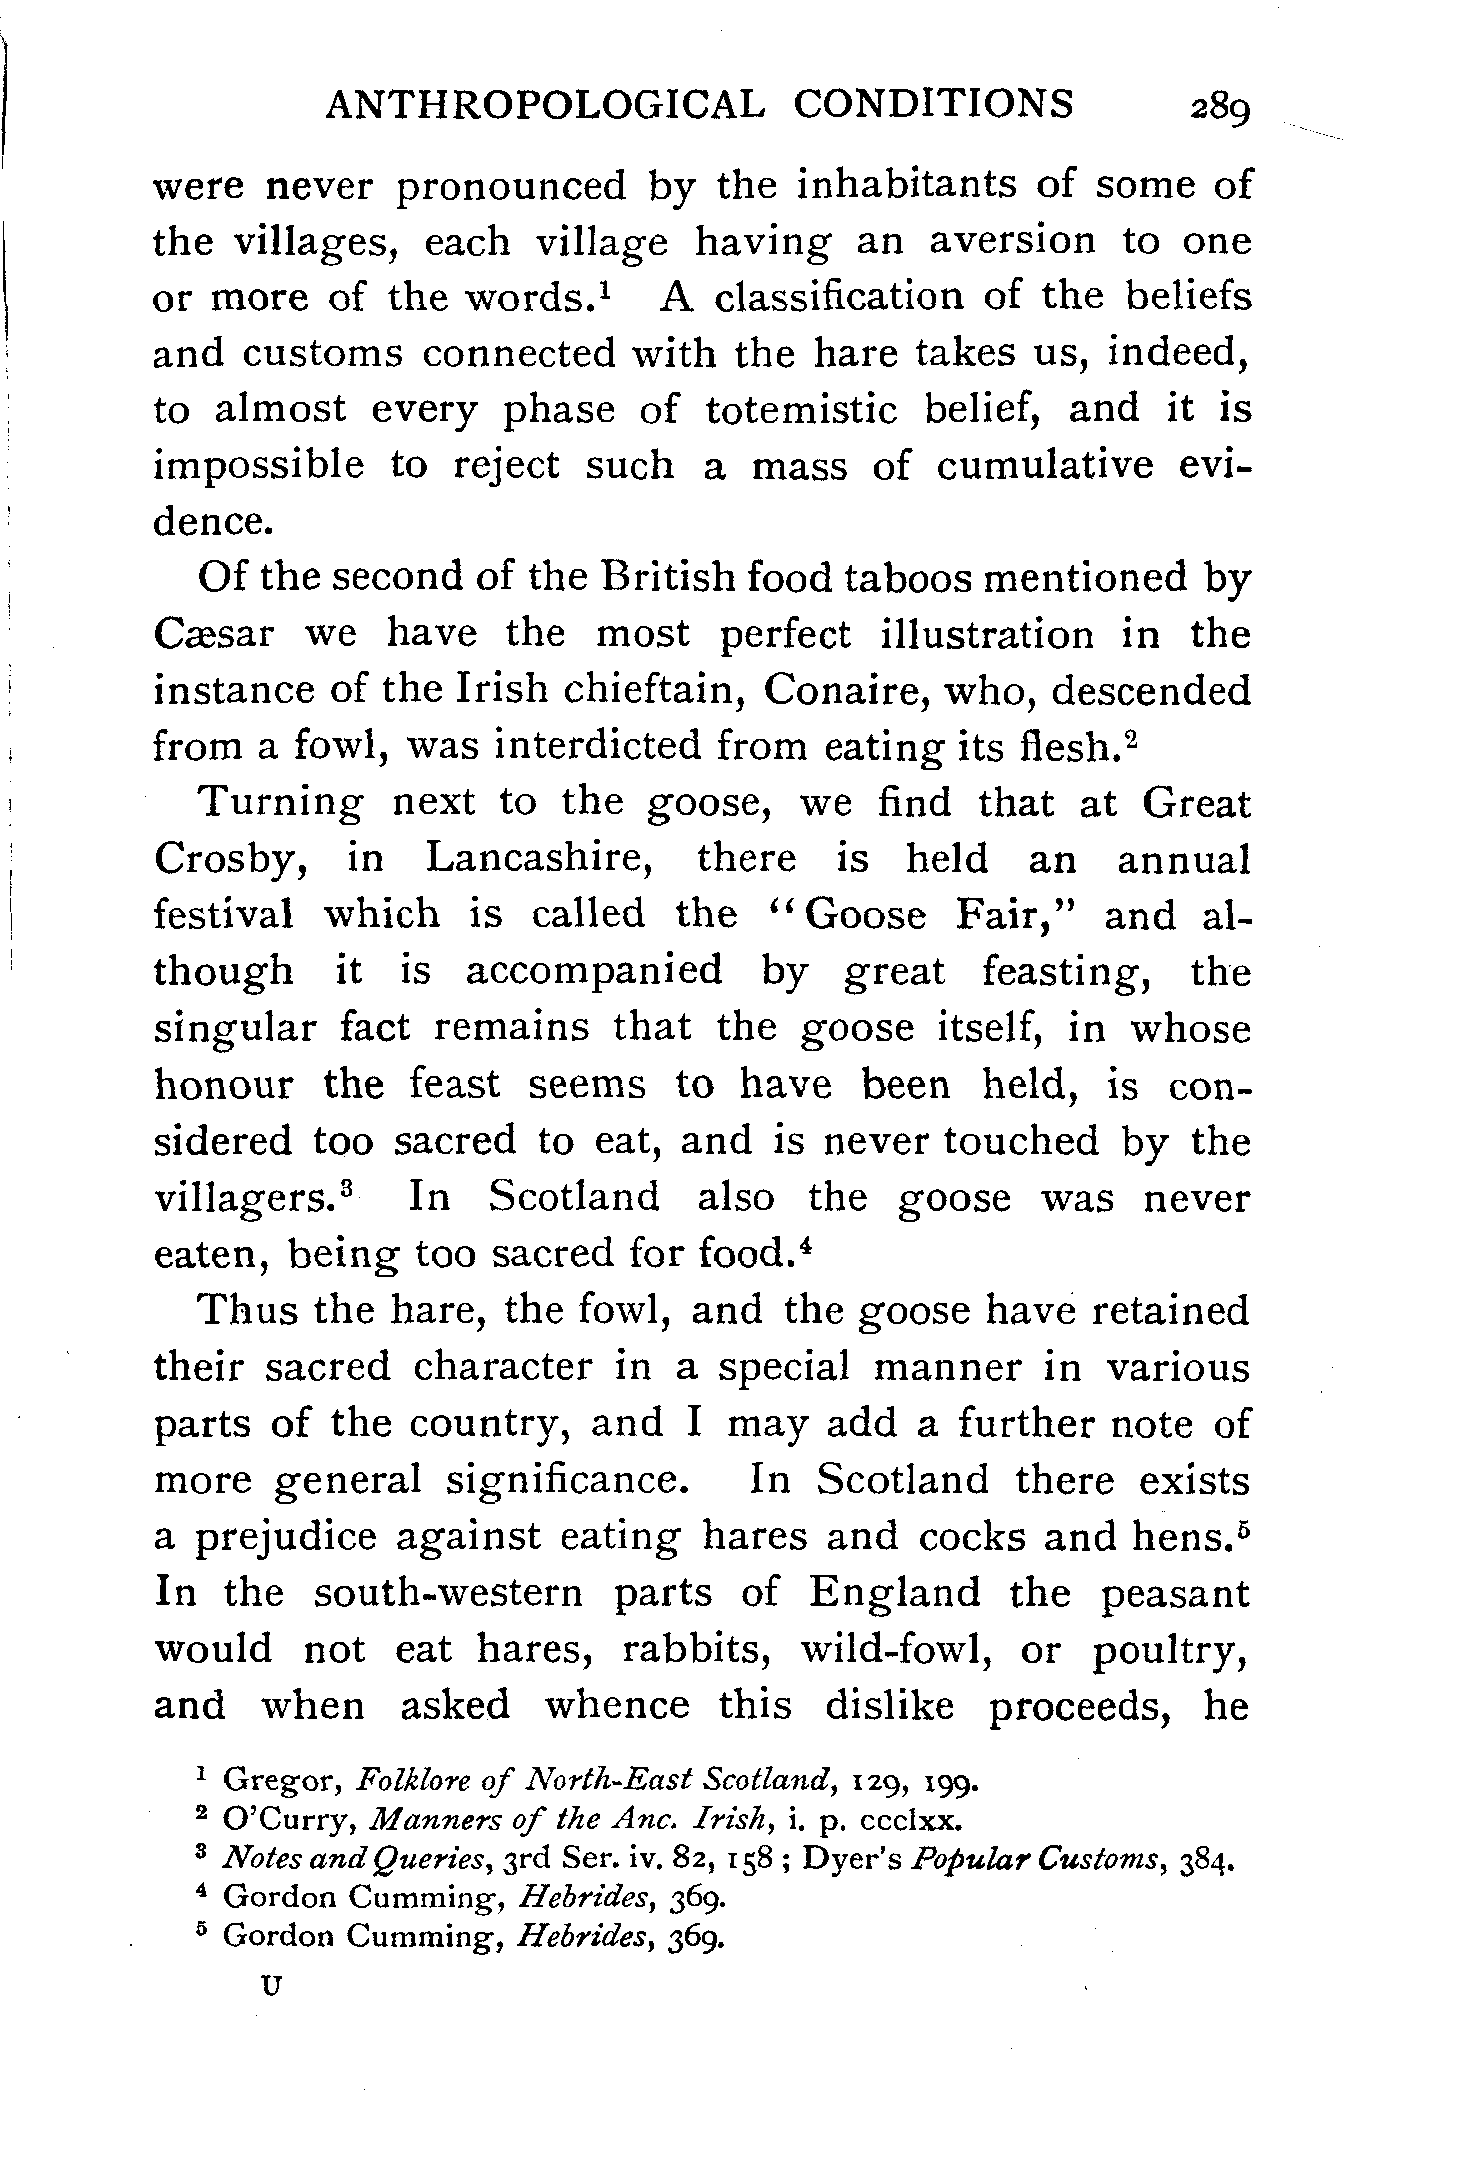 ANTHROPOLOGICAL CONDITIONS 289
were never pronounced by the inhabitants of some of
the villages, each village having an aversion to one
or more of the words.¹ A classification of the beliefs
and customs connected with the hare takes us, indeed,
to almost every phase of totemistic belief, and it is
impossible to reject such a mass of cumulative evi-
dence.
Of the second of the British food taboos mentioned by
Cæsar we have the most perfect illustration in the
instance of the Irish chieftain, Conaire, who, descended
from a fowl, was interdicted from eating its flesh.²
Turning next to the goose, we find that at Great
Crosby, in Lancashire, there is held an annual
festival which is called the "Goose Fair," and al-
though it is accompanied by great feasting, the
singular fact remains that the goose itself, in whose
honour the feast seems to have been held, is con-
sidered too sacred to eat, and is never touched by the
villagers.³ In Scotland also the goose was never
eaten, being too sacred for food.⁴
Thus the hare, the fowl, and the goose have retained
their sacred character in a special manner in various
parts of the country, and I may add a further note of
more general significance. In Scotland there exists
a prejudice against eating hares and cocks and hens.⁵
In the south-western parts of England the peasant
would not eat hares, rabbits, wild-fowl, or poultry,
and when asked whence this dislike proceeds, he
¹ Gregor, Folklore of North-East Scotland, 129, 199.
² O'Curry, Manners of the Anc. Irish, i. p. ccclxx.
³ Notes and Queries, 3rd Ser. iv. 82, 158 ; Dyer's Popular Customs, 384.
⁴ Gordon Cumming, Hebrides, 369.
⁵ Gordon Cumming, Hebrides, 369.
U